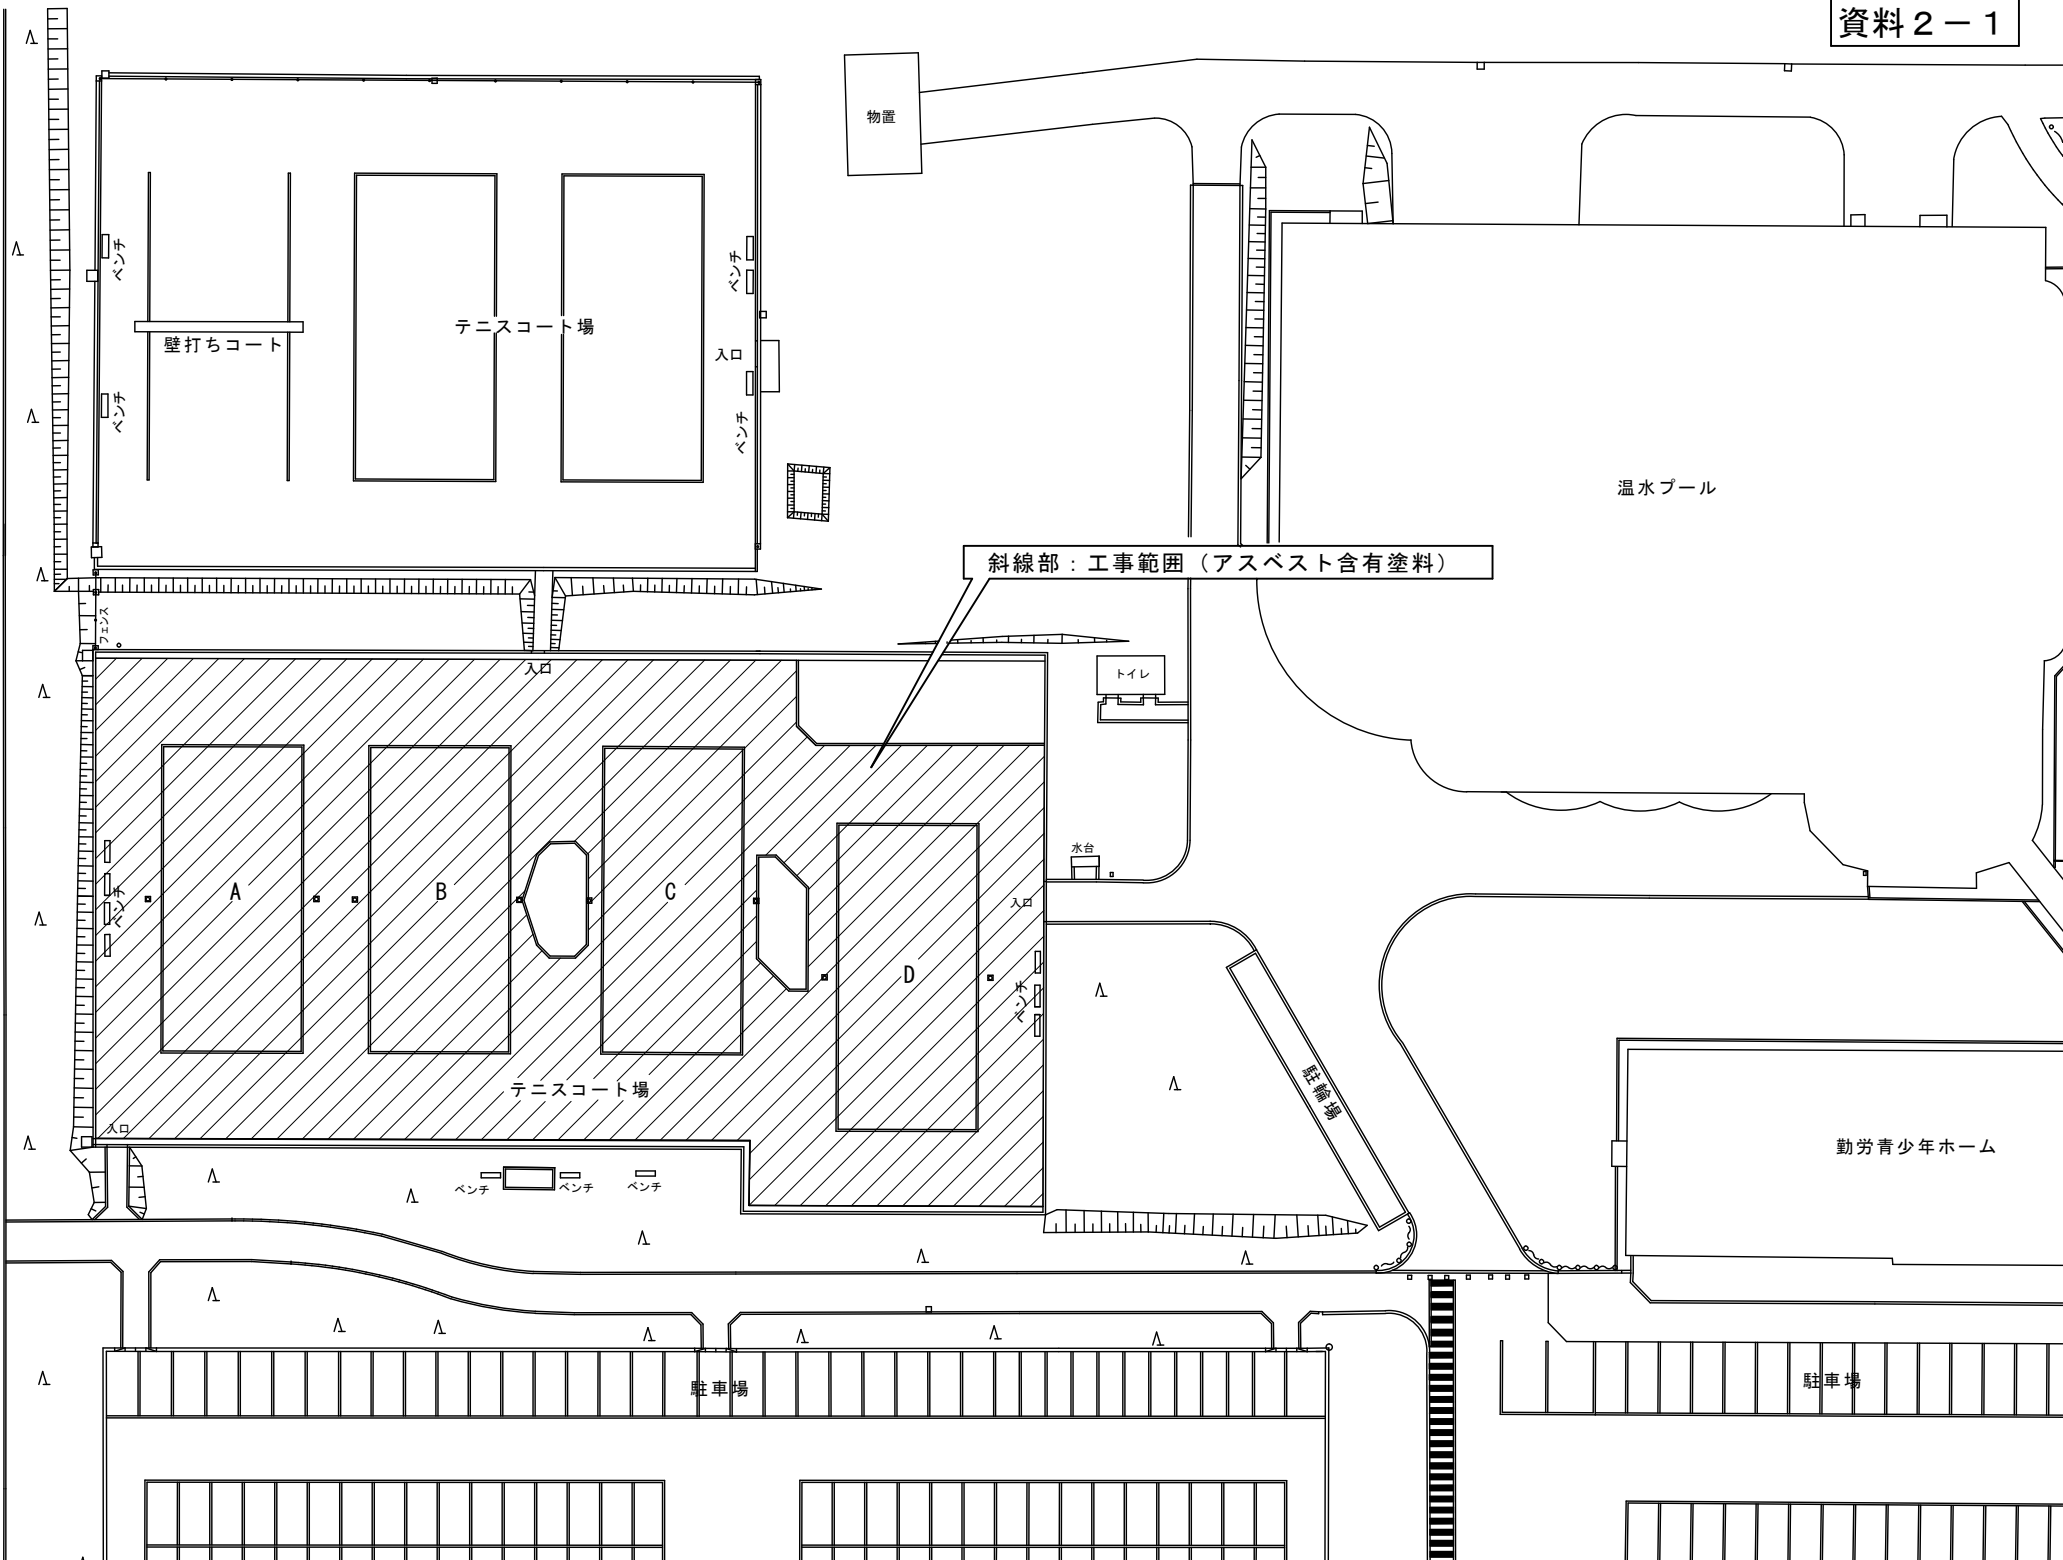 資料２－１
物置
ベンチ
ベンチ
テニスコート場
壁打ちコート
入口
ベンチ
ベンチ
温水プール
斜線部：工事範囲（アスベスト含有塗料）
フェンス
入口
トイレ
水台
A
B
C
D
ベンチ
入口
ベンチ
テニスコート場
駐輪場
入口
勤労青少年ホーム
ベンチ
ベンチ
ベンチ
駐車場
駐車場